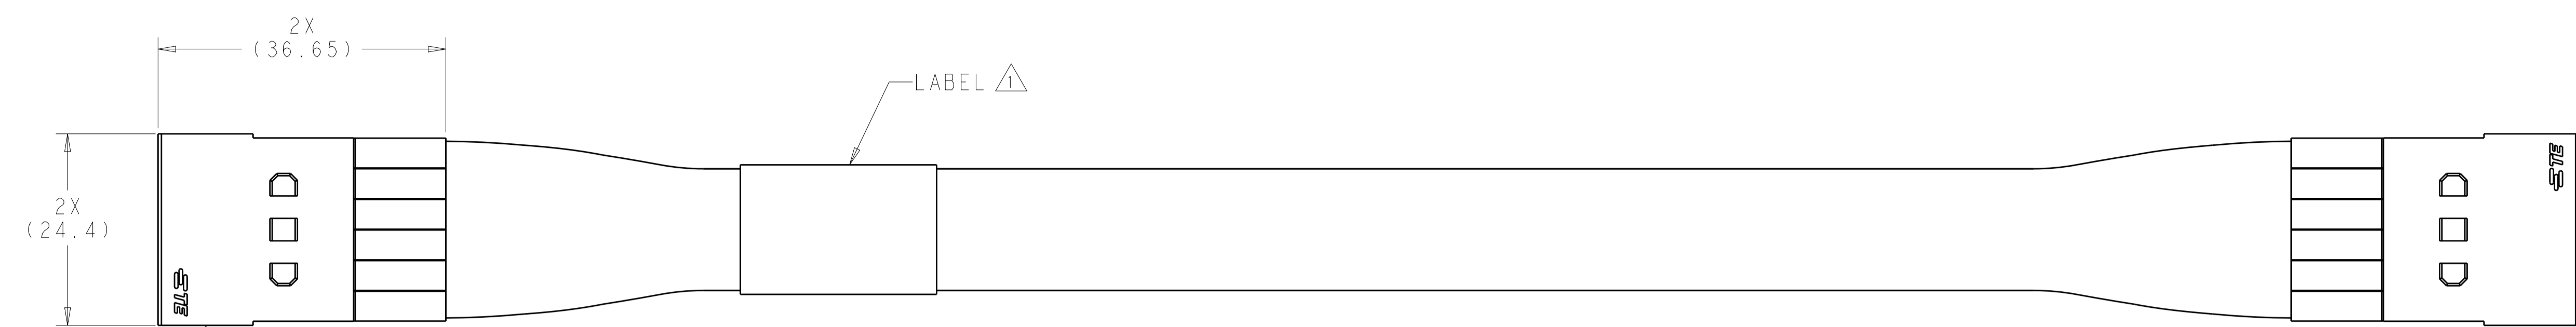 2X
(36.65)
LABEL 1
2X
(24.4)
TE
TE